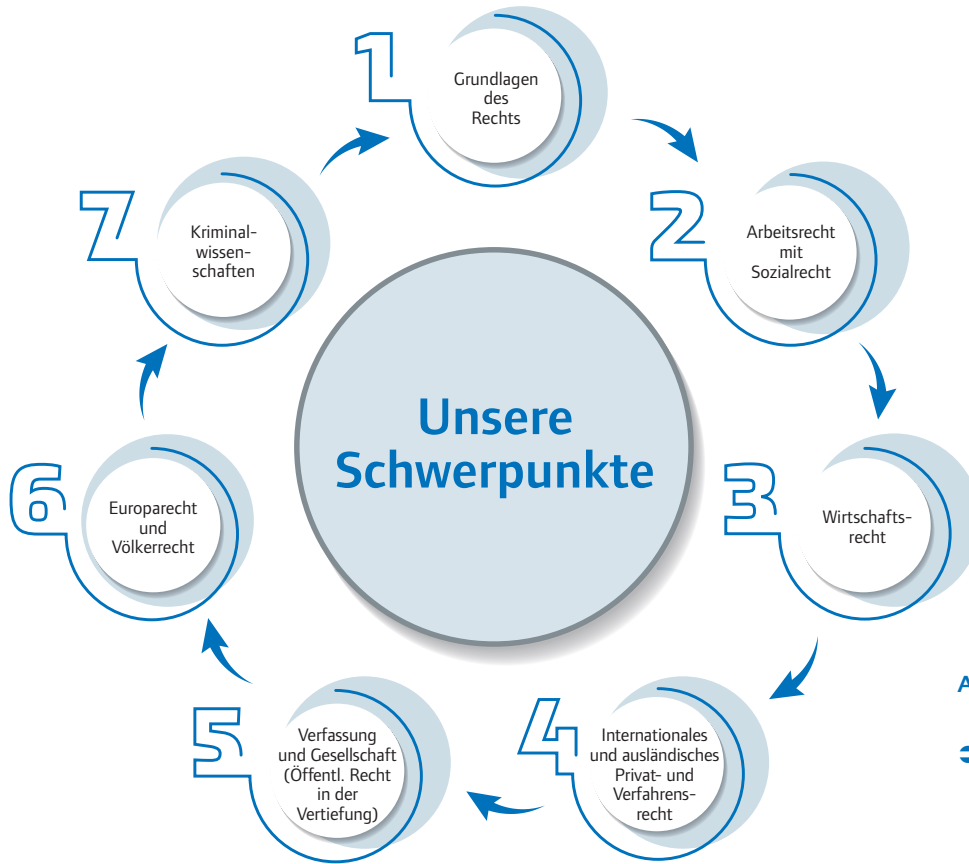 1
Grundlagen
des
Rechts
2
Arbeitsrecht
mit
Sozialrecht
3
Wirtschafts-
recht
4
Internationales
und ausländisches
Privat- und
Verfahrens-
recht
5
Verfassung
und Gesellschaft
(Öffentl. Recht
in der
Vertiefung)
6
Europarecht
und
Völkerrecht
7
Kriminal-
wissen-
schaften
Unsere
Schwerpunkte
A